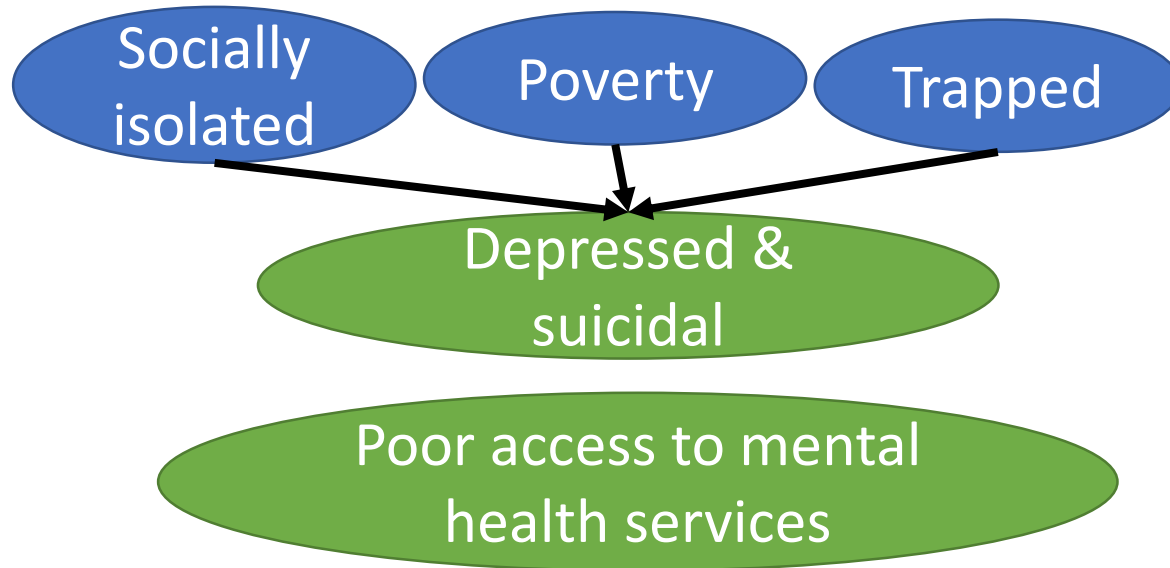 Socially
isolated
Poverty
Trapped
Depressed &
suicidal
Poor access to mental
health services